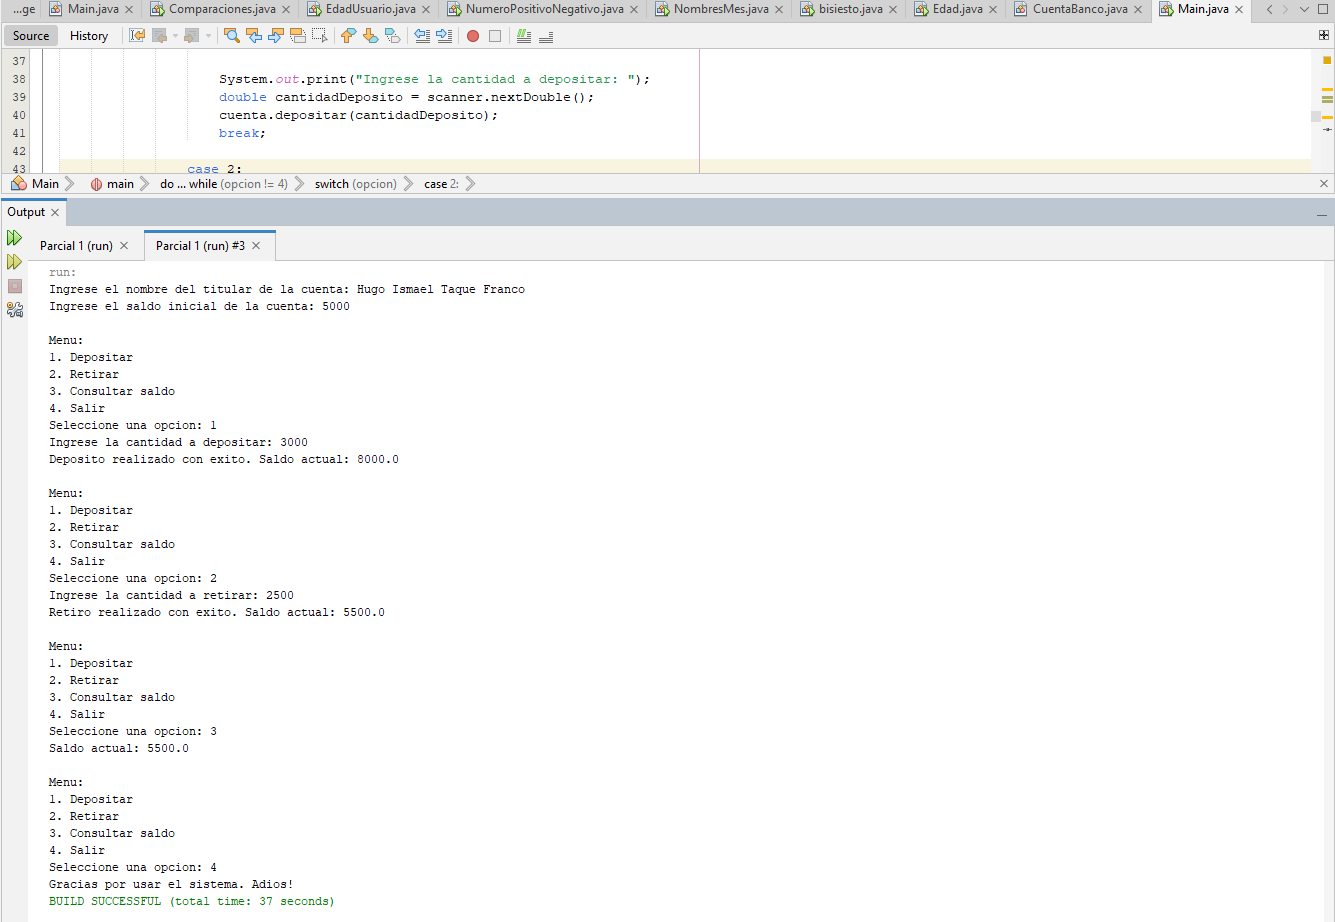 ...ge Main.java Comparaciones.java EdadUsuario.java NumeroPositivoNegativo.java NombresMes.java bisiesto.java Edad.java CuentaBanco.java Main.java
Source History
37
38 System.out.print("Ingrese la cantidad a depositar: ");
39 double cantidadDeposito = scanner.nextDouble();
40 cuenta.depositar(cantidadDeposito);
41 break;
42
43 case 2:
Main main do ... while (opcion != 4) switch (opcion) case 2:
Output
Parcial 1 (run) Parcial 1 (run) #3
run:
Ingrese el nombre del titular de la cuenta: Hugo Ismael Taque Franco
Ingrese el saldo inicial de la cuenta: 5000
Menu:
1. Depositar
2. Retirar
3. Consultar saldo
4. Salir
Seleccione una opcion: 1
Ingrese la cantidad a depositar: 3000
Deposito realizado con exito. Saldo actual: 8000.0
Menu:
1. Depositar
2. Retirar
3. Consultar saldo
4. Salir
Seleccione una opcion: 2
Ingrese la cantidad a retirar: 2500
Retiro realizado con exito. Saldo actual: 5500.0
Menu:
1. Depositar
2. Retirar
3. Consultar saldo
4. Salir
Seleccione una opcion: 3
Saldo actual: 5500.0
Menu:
1. Depositar
2. Retirar
3. Consultar saldo
4. Salir
Seleccione una opcion: 4
Gracias por usar el sistema. Adios!
BUILD SUCCESSFUL (total time: 37 seconds)